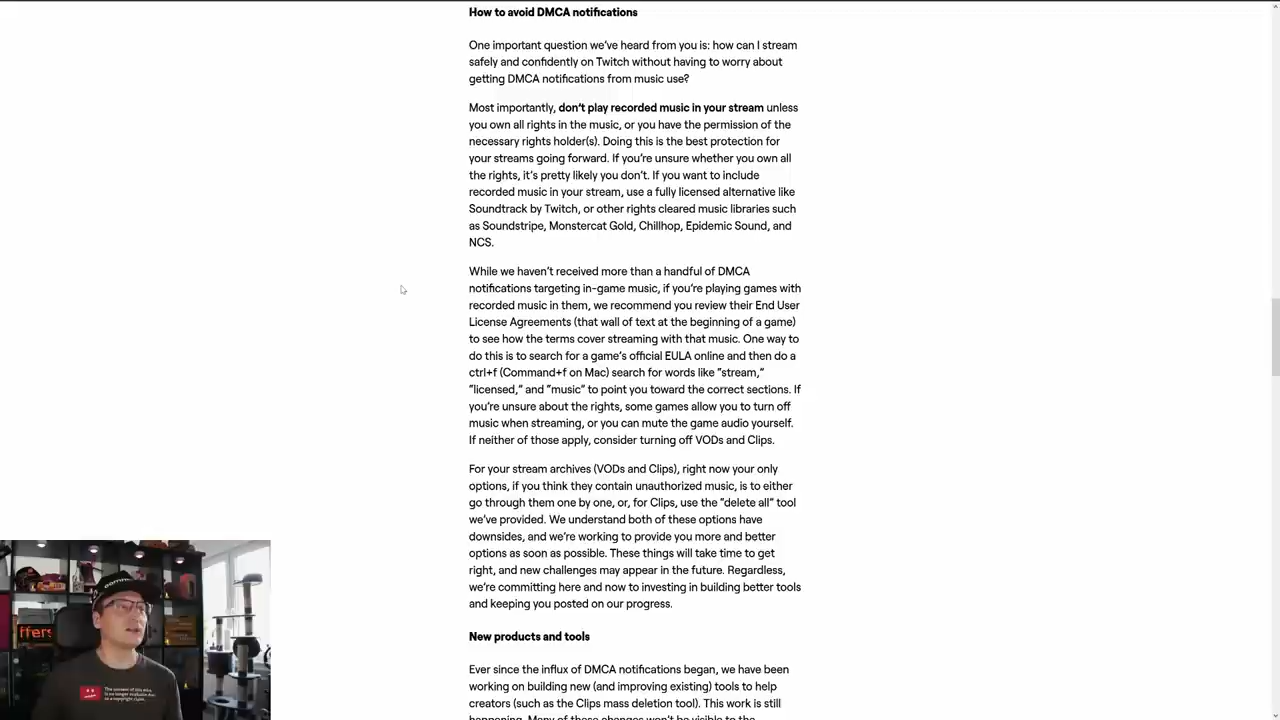 How to avoid DMCA notifications
One important question we've heard from you is: how can I stream
safely and confidently on Twitch without having to worry about
getting DMCA notifications from music use?
Most importantly, don't play recorded music in your stream unless
you own all rights in the music, or you have the permission of the
necessary rights holder(s). Doing this is the best protection for
your streams going forward. If you're unsure whether you own all
the rights, it's pretty likely you don't. If you want to include
recorded music in your stream, use a fully licensed alternative like
Soundtrack by Twitch, or other rights cleared music libraries such
as Soundstripe, Monstercat Gold, Chillhop, Epidemic Sound, and
NCS.
While we haven't received more than a handful of DMCA
notifications targeting in-game music, if you're playing games with
recorded music in them, we recommend you review their End User
License Agreements (that wall of text at the beginning of a game)
to see how the terms cover streaming with that music. One way to
do this is to search for a game's official EULA online and then do a
ctrl+f (Command+f on Mac) search for words like "stream,"
"licensed," and "music" to point you toward the correct sections. If
you're unsure about the rights, some games allow you to turn off
music when streaming, or you can mute the game audio yourself.
If neither of those apply, consider turning off VODs and Clips.
For your stream archives (VODs and Clips), right now your only
options, if you think they contain unauthorized music, is to either
go through them one by one, or, for Clips, use the "delete all" tool
we've provided. We understand both of these options have
downsides, and we're working to provide you more and better
options as soon as possible. These things will take time to get
right, and new challenges may appear in the future. Regardless,
we're committing here and now to investing in building better tools
and keeping you posted on our progress.
New products and tools
Ever since the influx of DMCA notifications began, we have been
working on building new (and improving existing) tools to help
creators (such as the Clips mass deletion tool). This work is still
happening. Many of these changes won't be visible to the
ffers